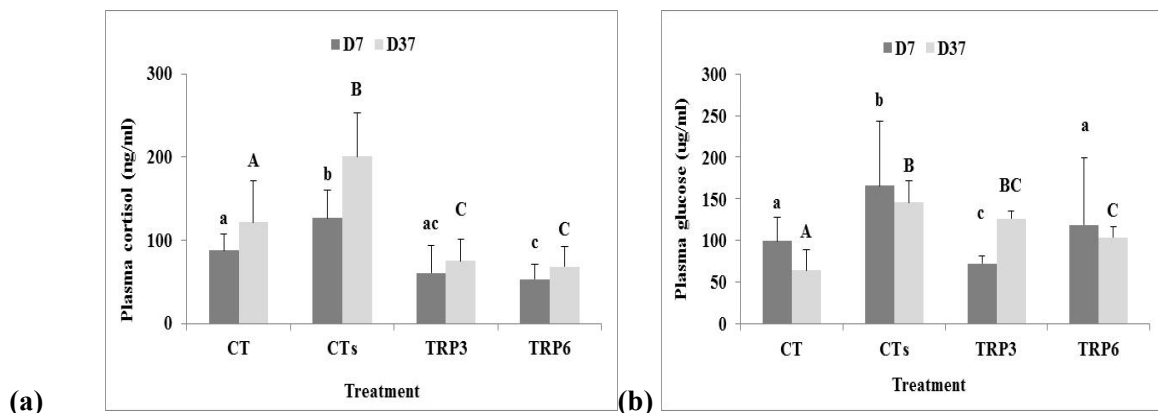 D7 D37
Plasma cortisol (ng/ml)
300
200
100
0
a
A
b
B
ac
C
c
C
CT CTs TRP3 TRP6
Treatment
(a)
D7 D37
Plasma glucose (ug/ml)
300
250
200
150
100
50
0
a
A
b
B
c
BC
a
C
CT CTs TRP3 TRP6
Treatment
(b)